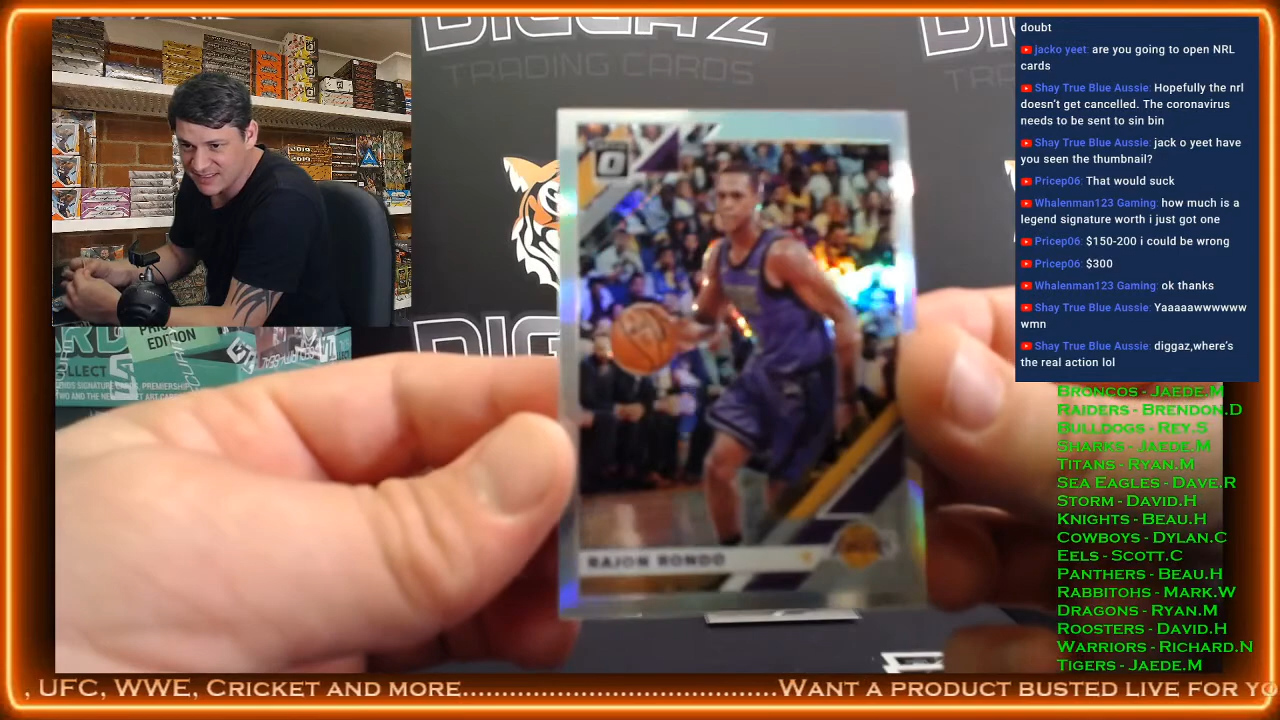 DIGGAZ
TRADING CARDS
doubt
jacko yeet: are you going to open NRL
cards
Shay True Blue Aussie: Hopefully the nrl
doesn't get cancelled. The coronavirus
needs to be sent to sin bin
Shay True Blue Aussie: jack o yeet have
you seen the thumbnail?
Pricep06: That would suck
Whalenman123 Gaming: how much is a
legend signature worth i just got one
Pricep06: $150-200 i could be wrong
Pricep06: $300
Whalenman123 Gaming: ok thanks
Shay True Blue Aussie: Yaaaaawwwwww
wmn
Shay True Blue Aussie: diggaz,where's
the real action lol
Broncos - Jaede.M
Raiders - Brendon.D
Bulldogs - Rey.S
Sharks - Jaede.M
Titans - Ryan.M
Sea Eagles - Dave.R
Storm - David.H
Knights - Beau.H
Cowboys - Dylan.C
Eels - Scott.C
Panthers - Beau.H
Rabbitohs - Mark.W
Dragons - Ryan.M
Roosters - David.H
Warriors - Richard.N
Tigers - Jaede.M
EDITION
RAJON RONDO
, UFC, WWE, Cricket and more..........................................Want a product busted live for yo